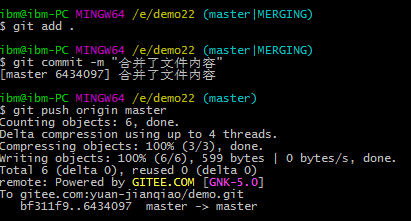 ibm@ibm-PC MINGW64 /e/demo22 (master|MERGING)
$ git add .
ibm@ibm-PC MINGW64 /e/demo22 (master|MERGING)
$ git commit -m "合并了文件内容"
[master 6434097] 合并了文件内容
ibm@ibm-PC MINGW64 /e/demo22 (master)
$ git push origin master
Counting objects: 6, done.
Delta compression using up to 4 threads.
Compressing objects: 100% (3/3), done.
Writing objects: 100% (6/6), 599 bytes | 0 bytes/s, done.
Total 6 (delta 0), reused 0 (delta 0)
remote: Powered by GITEE.COM [GNK-5.0]
To gitee.com:yuan-jianqiao/demo.git
bf311f9..6434097  master -> master